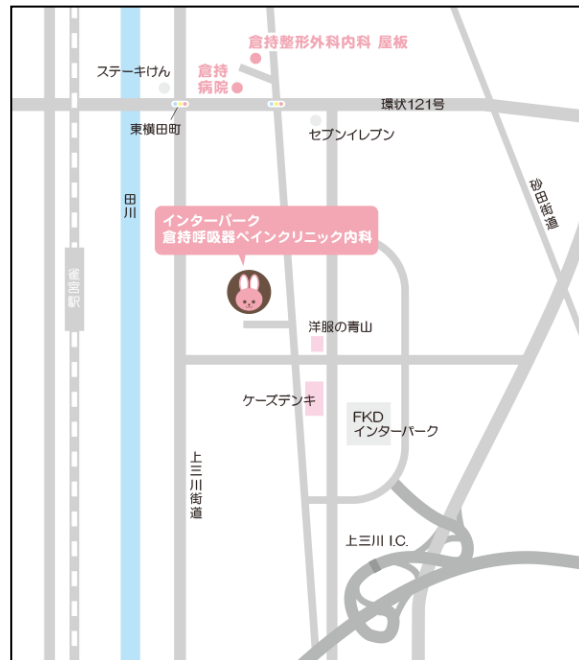 倉持整形外科内科 屋板
ステーキけん
倉持
病院
環状121号
東横田町
セブンイレブン
砂田街道
田川
インターパーク
倉持呼吸器ペインクリニック内科
雀宮駅
洋服の青山
ケーズデンキ
FKD
インターパーク
上三川街道
上三川 I.C.